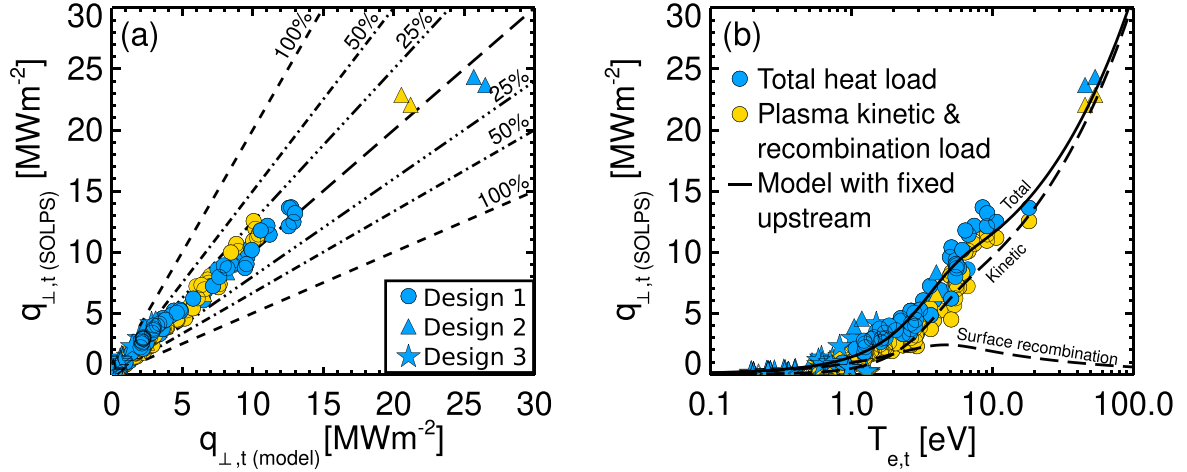 (a)
100%
50%
25%
25%
50%
100%
30
25
20
15
10
5
0
q⊥,t (SOLPS) [MWm-2]
Design 1
Design 2
Design 3
0 5 10 15 20 25 30
q⊥,t (model) [MWm-2]
(b)
Total heat load
Plasma kinetic &
recombination load
Model with fixed
upstream
Total
Kinetic
Surface recombination
30
25
20
15
10
5
0
q⊥,t (SOLPS) [MWm-2]
0.1 1.0 10.0 100.0
Te,t [eV]